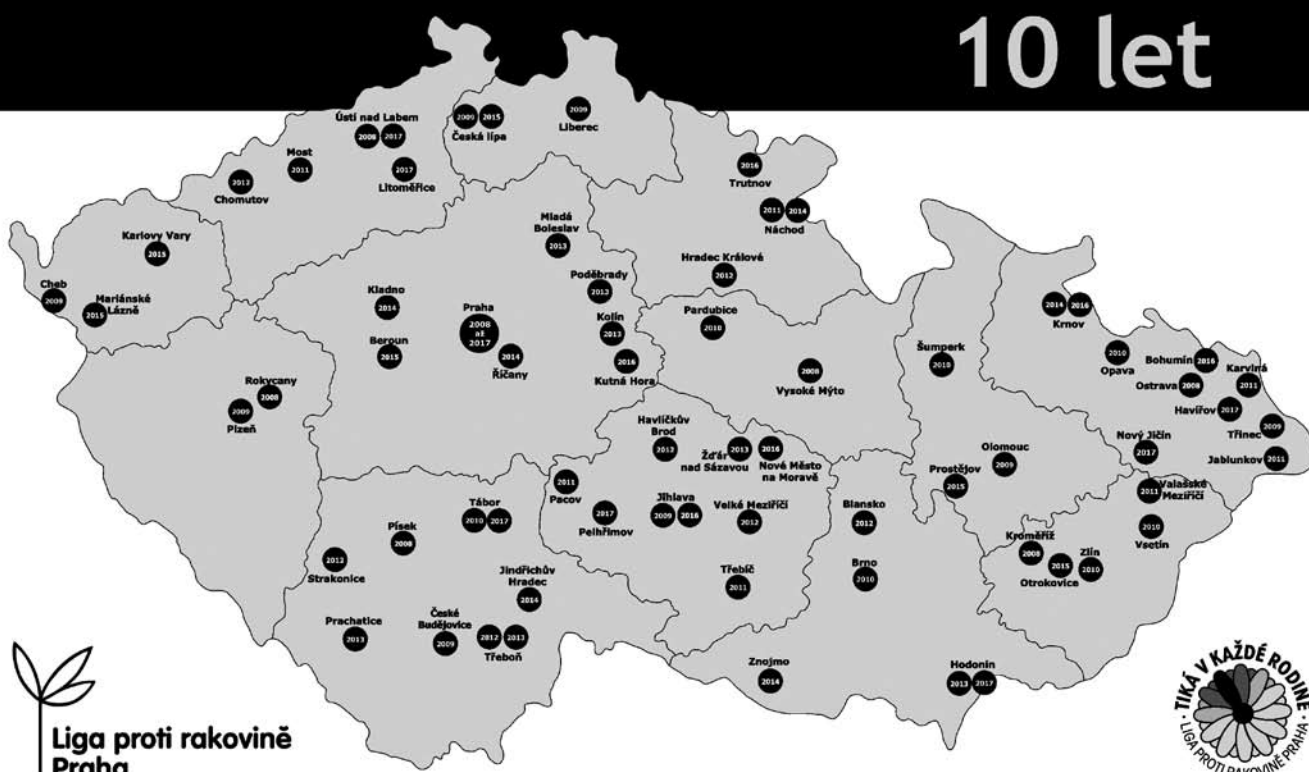 10 let
Ústí nad Labem
2008 2017
2009 2015
Česká lípa
2009
Liberec
Most
2011
2017
Litoměřice
2012
Chomutov
2016
Trutnov
2011 2014
Náchod
Karlovy Vary
2015
Mladá
Boleslav
2013
Hradec Králové
2012
Cheb
2009
Mariánské
Lázně
2015
Kladno
2014
Poděbrady
2012
Praha
2008
až
2017
Kolín
2013
Pardubice
2010
2014 2016
Krnov
Beroun
2015
2014
Říčany
2016
Kutná Hora
2008
Vysoké Mýto
Šumperk
2010
2010
Opava
Bohumín
2016
Ostrava
2008
Karviná
2011
Havířov
2017
Třinec
2009
Jablunkov
2011
Rokycany
2008
2009
Plzeň
Havlíčkův
Brod
2012
2013
Žďár
nad Sázavou
2016
Nové Město
na Moravě
Olomouc
2009
Prostějov
2015
Nový Jičín
2017
2011
Valašské
Meziříčí
2011
Pacov
2017
Pelhřimov
Jihlava
2009 2016
Velké Meziříčí
2012
Blansko
2012
2010
Vsetín
Tábor
2010 2017
Písek
2008
2012
Strakonice
Jindřichův
Hradec
2014
Třebíč
2011
Brno
2010
Kroměříž
2008
2015
Otrokovice
Zlín
2010
Prachatice
2013
České
Budějovice
2009
2012 2013
Třeboň
Znojmo
2014
Hodonín
2013 2017
Liga proti rakovině
Praha
TIKÁ V KAŽDÉ RODINĚ
· LIGA PROTI RAKOVINĚ PRAHA ·